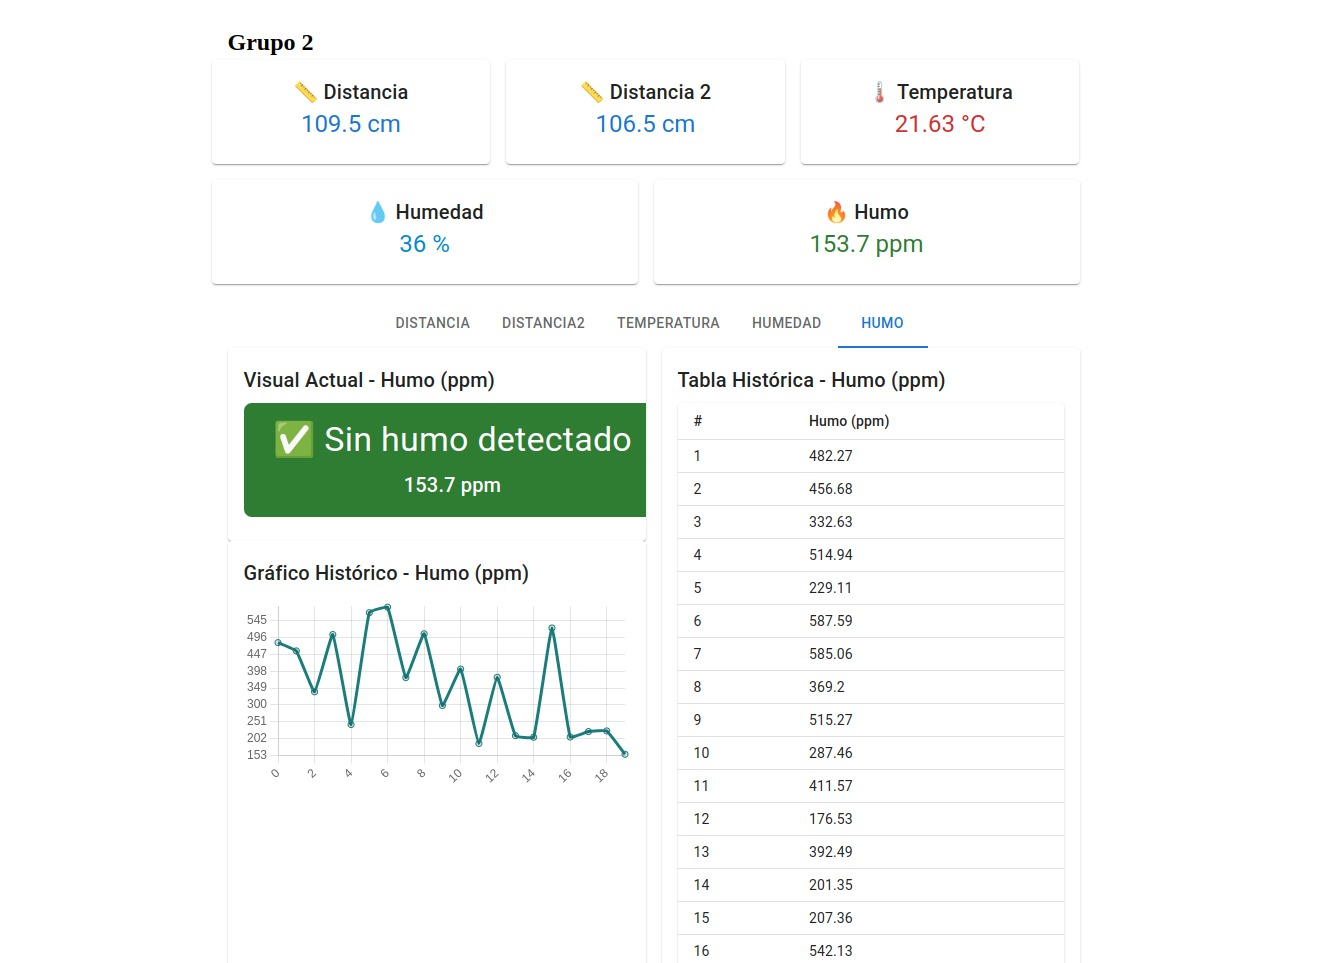 Grupo 2
📏 Distancia
109.5 cm
📏 Distancia 2
106.5 cm
🌡️ Temperatura
21.63 °C
💧 Humedad
36 %
🔥 Humo
153.7 ppm
DISTANCIA DISTANCIA2 TEMPERATURA HUMEDAD HUMO
Visual Actual - Humo (ppm)
✅ Sin humo detectado
153.7 ppm
Gráfico Histórico - Humo (ppm)
545
496
447
398
349
300
251
202
153
0 2 4 6 8 10 12 14 16 18
Tabla Histórica - Humo (ppm)
# Humo (ppm)
1 482.27
2 456.68
3 332.63
4 514.94
5 229.11
6 587.59
7 585.06
8 369.2
9 515.27
10 287.46
11 411.57
12 176.53
13 392.49
14 201.35
15 207.36
16 542.13